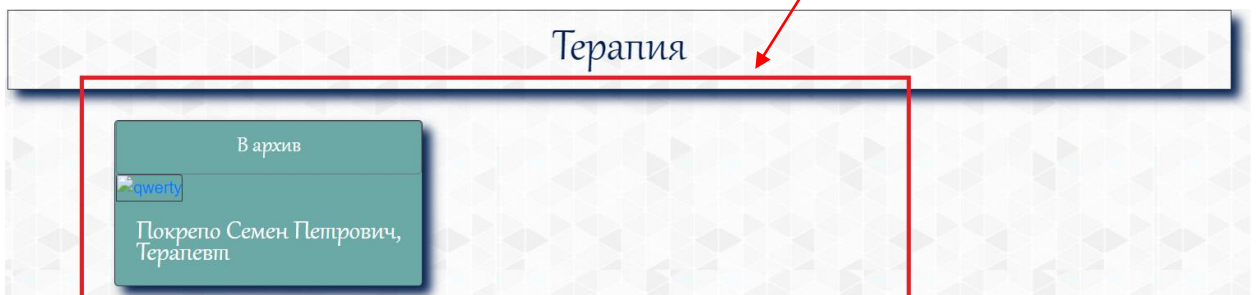 Терапия
В архив
qwerty
Покрепо Семен Петрович,
Терапевт